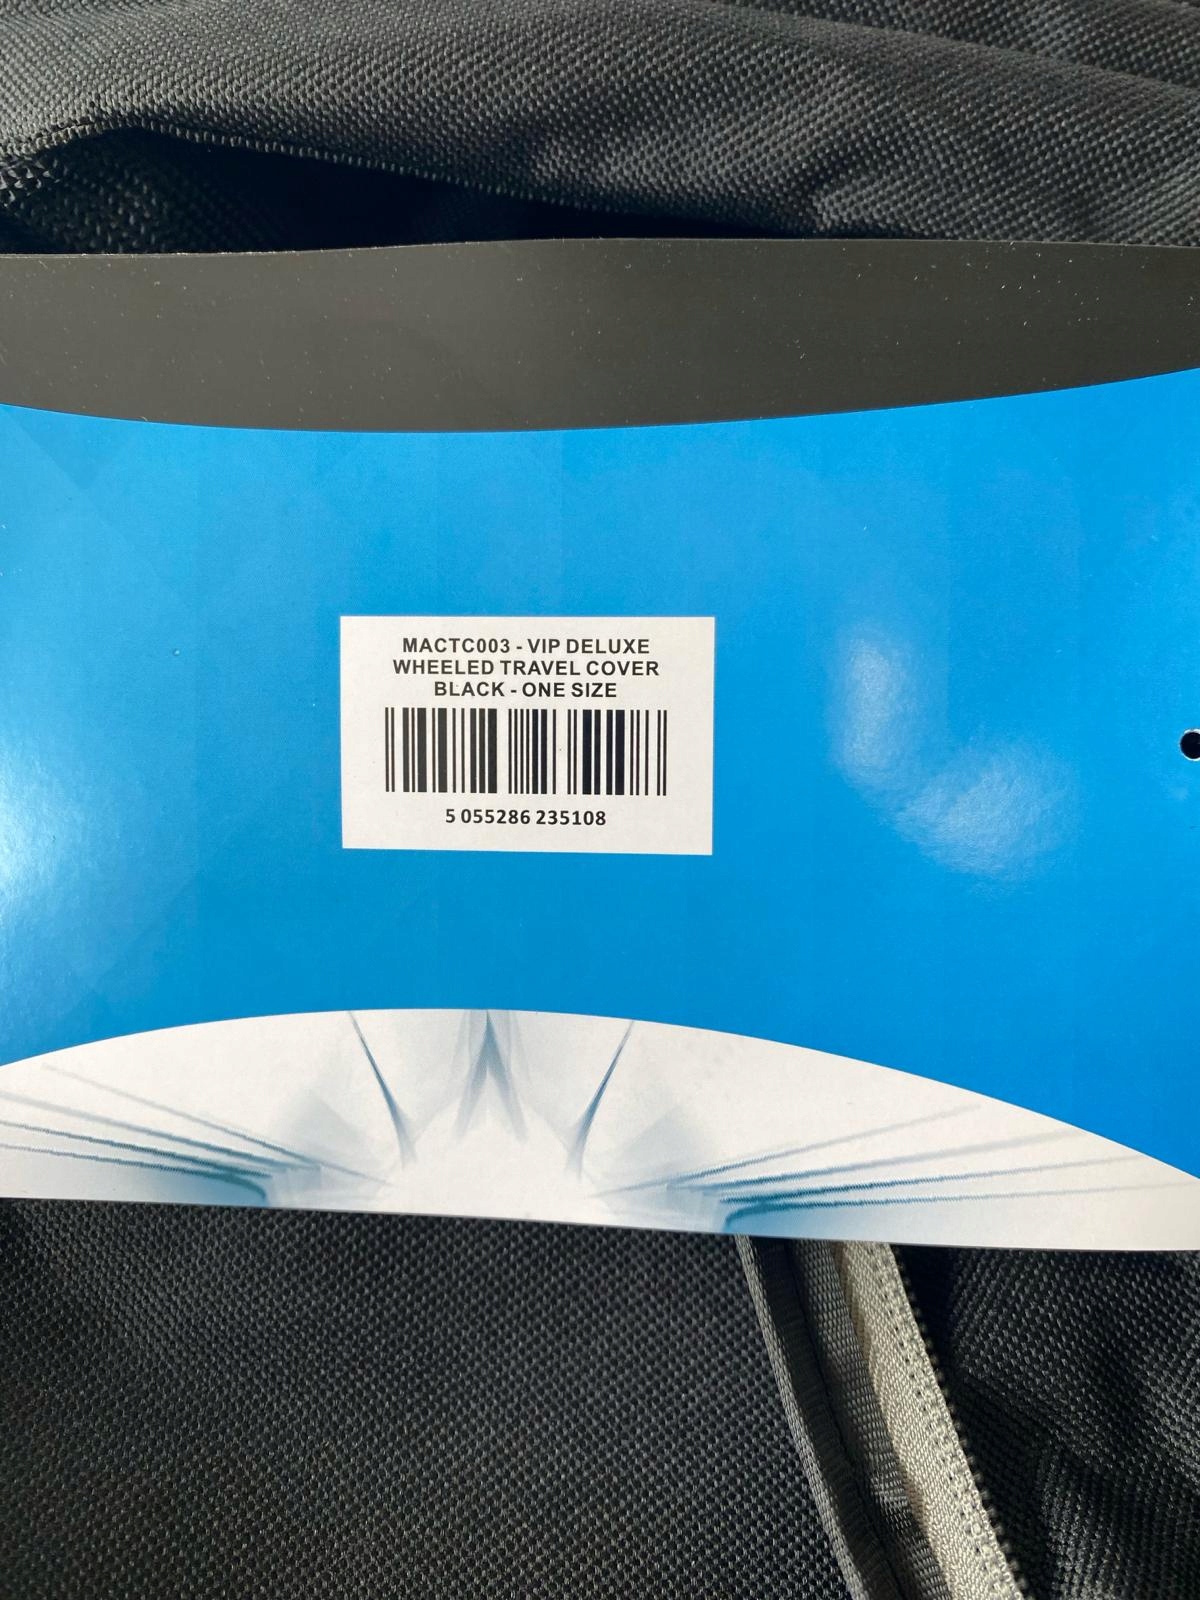 MACTC003 - VIP DELUXE
WHEELED TRAVEL COVER
BLACK - ONE SIZE
5 055286 235108